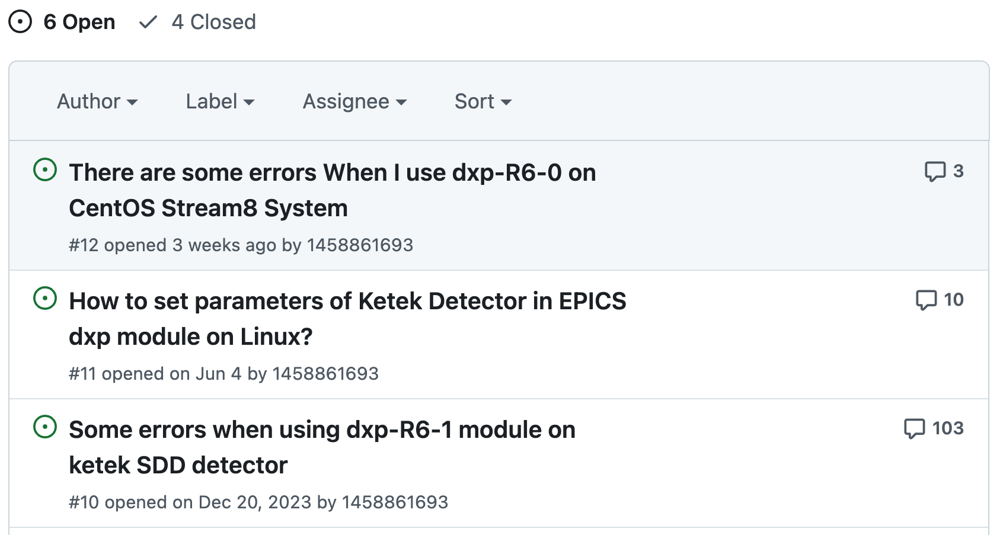 6 Open 4 Closed
Author Label Assignee Sort
There are some errors When I use dxp-R6-0 on 3
CentOS Stream8 System
#12 opened 3 weeks ago by 1458861693
How to set parameters of Ketek Detector in EPICS 10
dxp module on Linux?
#11 opened on Jun 4 by 1458861693
Some errors when using dxp-R6-1 module on 103
ketek SDD detector
#10 opened on Dec 20, 2023 by 1458861693